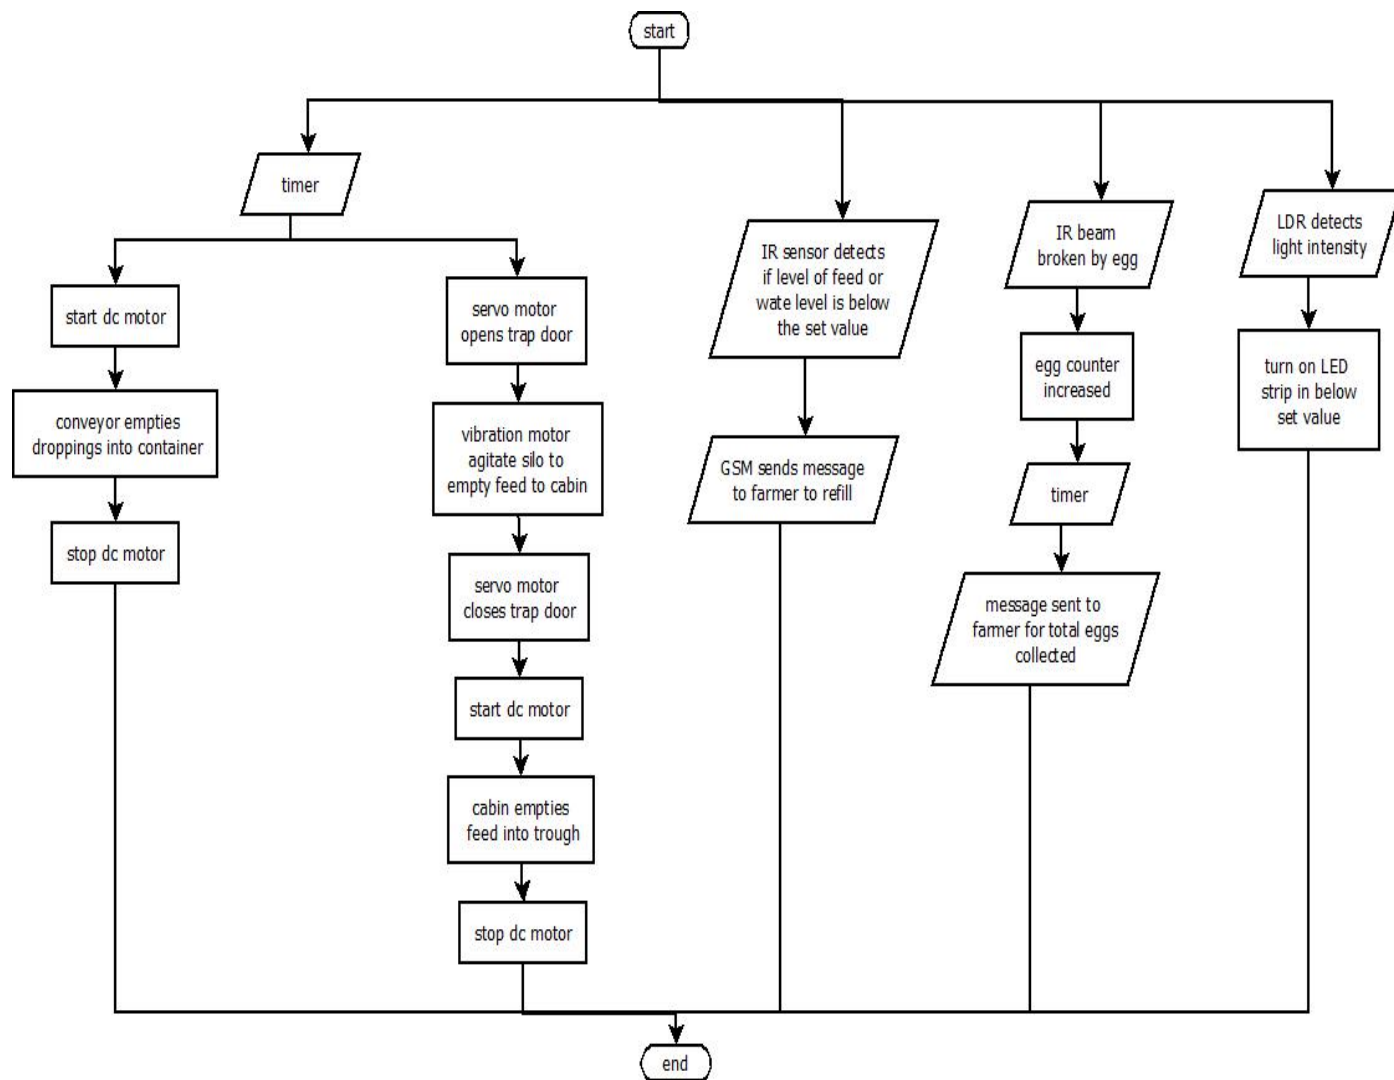 start
timer
start dc motor
conveyor empties
droppings into container
stop dc motor
servo motor
opens trap door
vibration motor
agitate silo to
empty feed to cabin
servo motor
closes trap door
start dc motor
cabin empties
feed into trough
stop dc motor
IR sensor detects
if level of feed or
wate level is below
the set value
GSM sends message
to farmer to refill
IR beam
broken by egg
egg counter
increased
timer
message sent to
farmer for total eggs
collected
LDR detects
light intensity
turn on LED
strip in below
set value
end